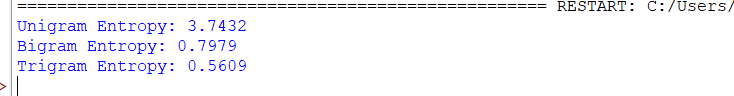 ===================================================== RESTART: C:/Users/
Unigram Entropy: 3.7432
Bigram Entropy: 0.7979
Trigram Entropy: 0.5609
>